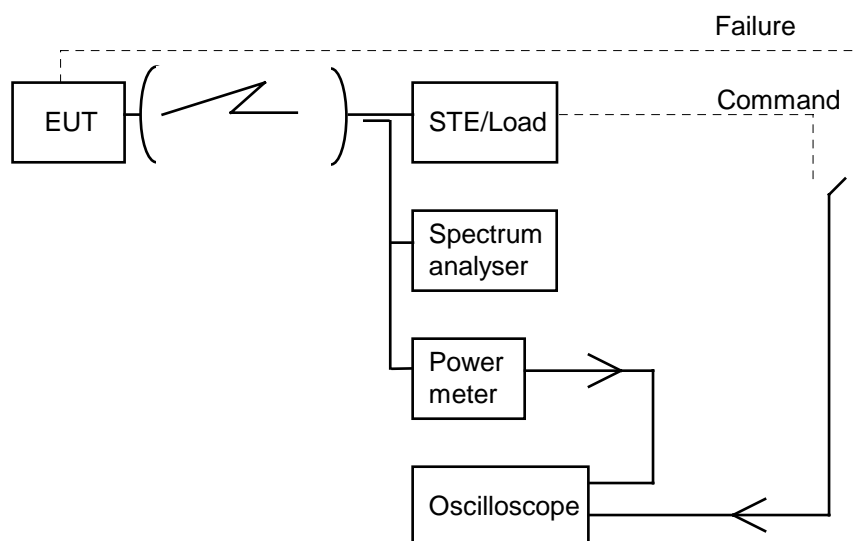 Failure
EUT
STE/Load
Command
Spectrum
analyser
Power
meter
Oscilloscope